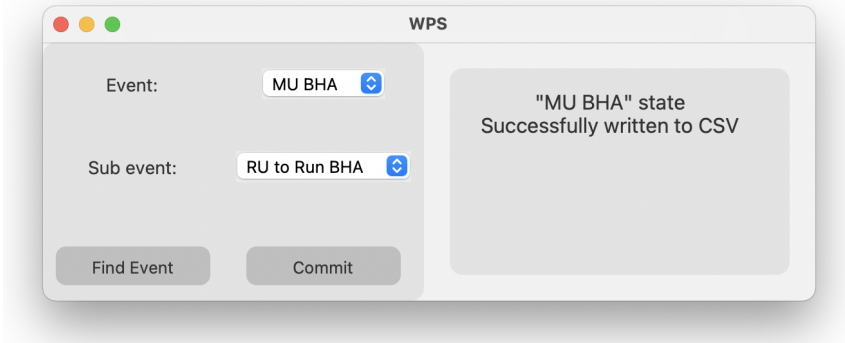 WPS
Event:
MU BHA
Sub event:
RU to Run BHA
Find Event
Commit
"MU BHA" state
Successfully written to CSV